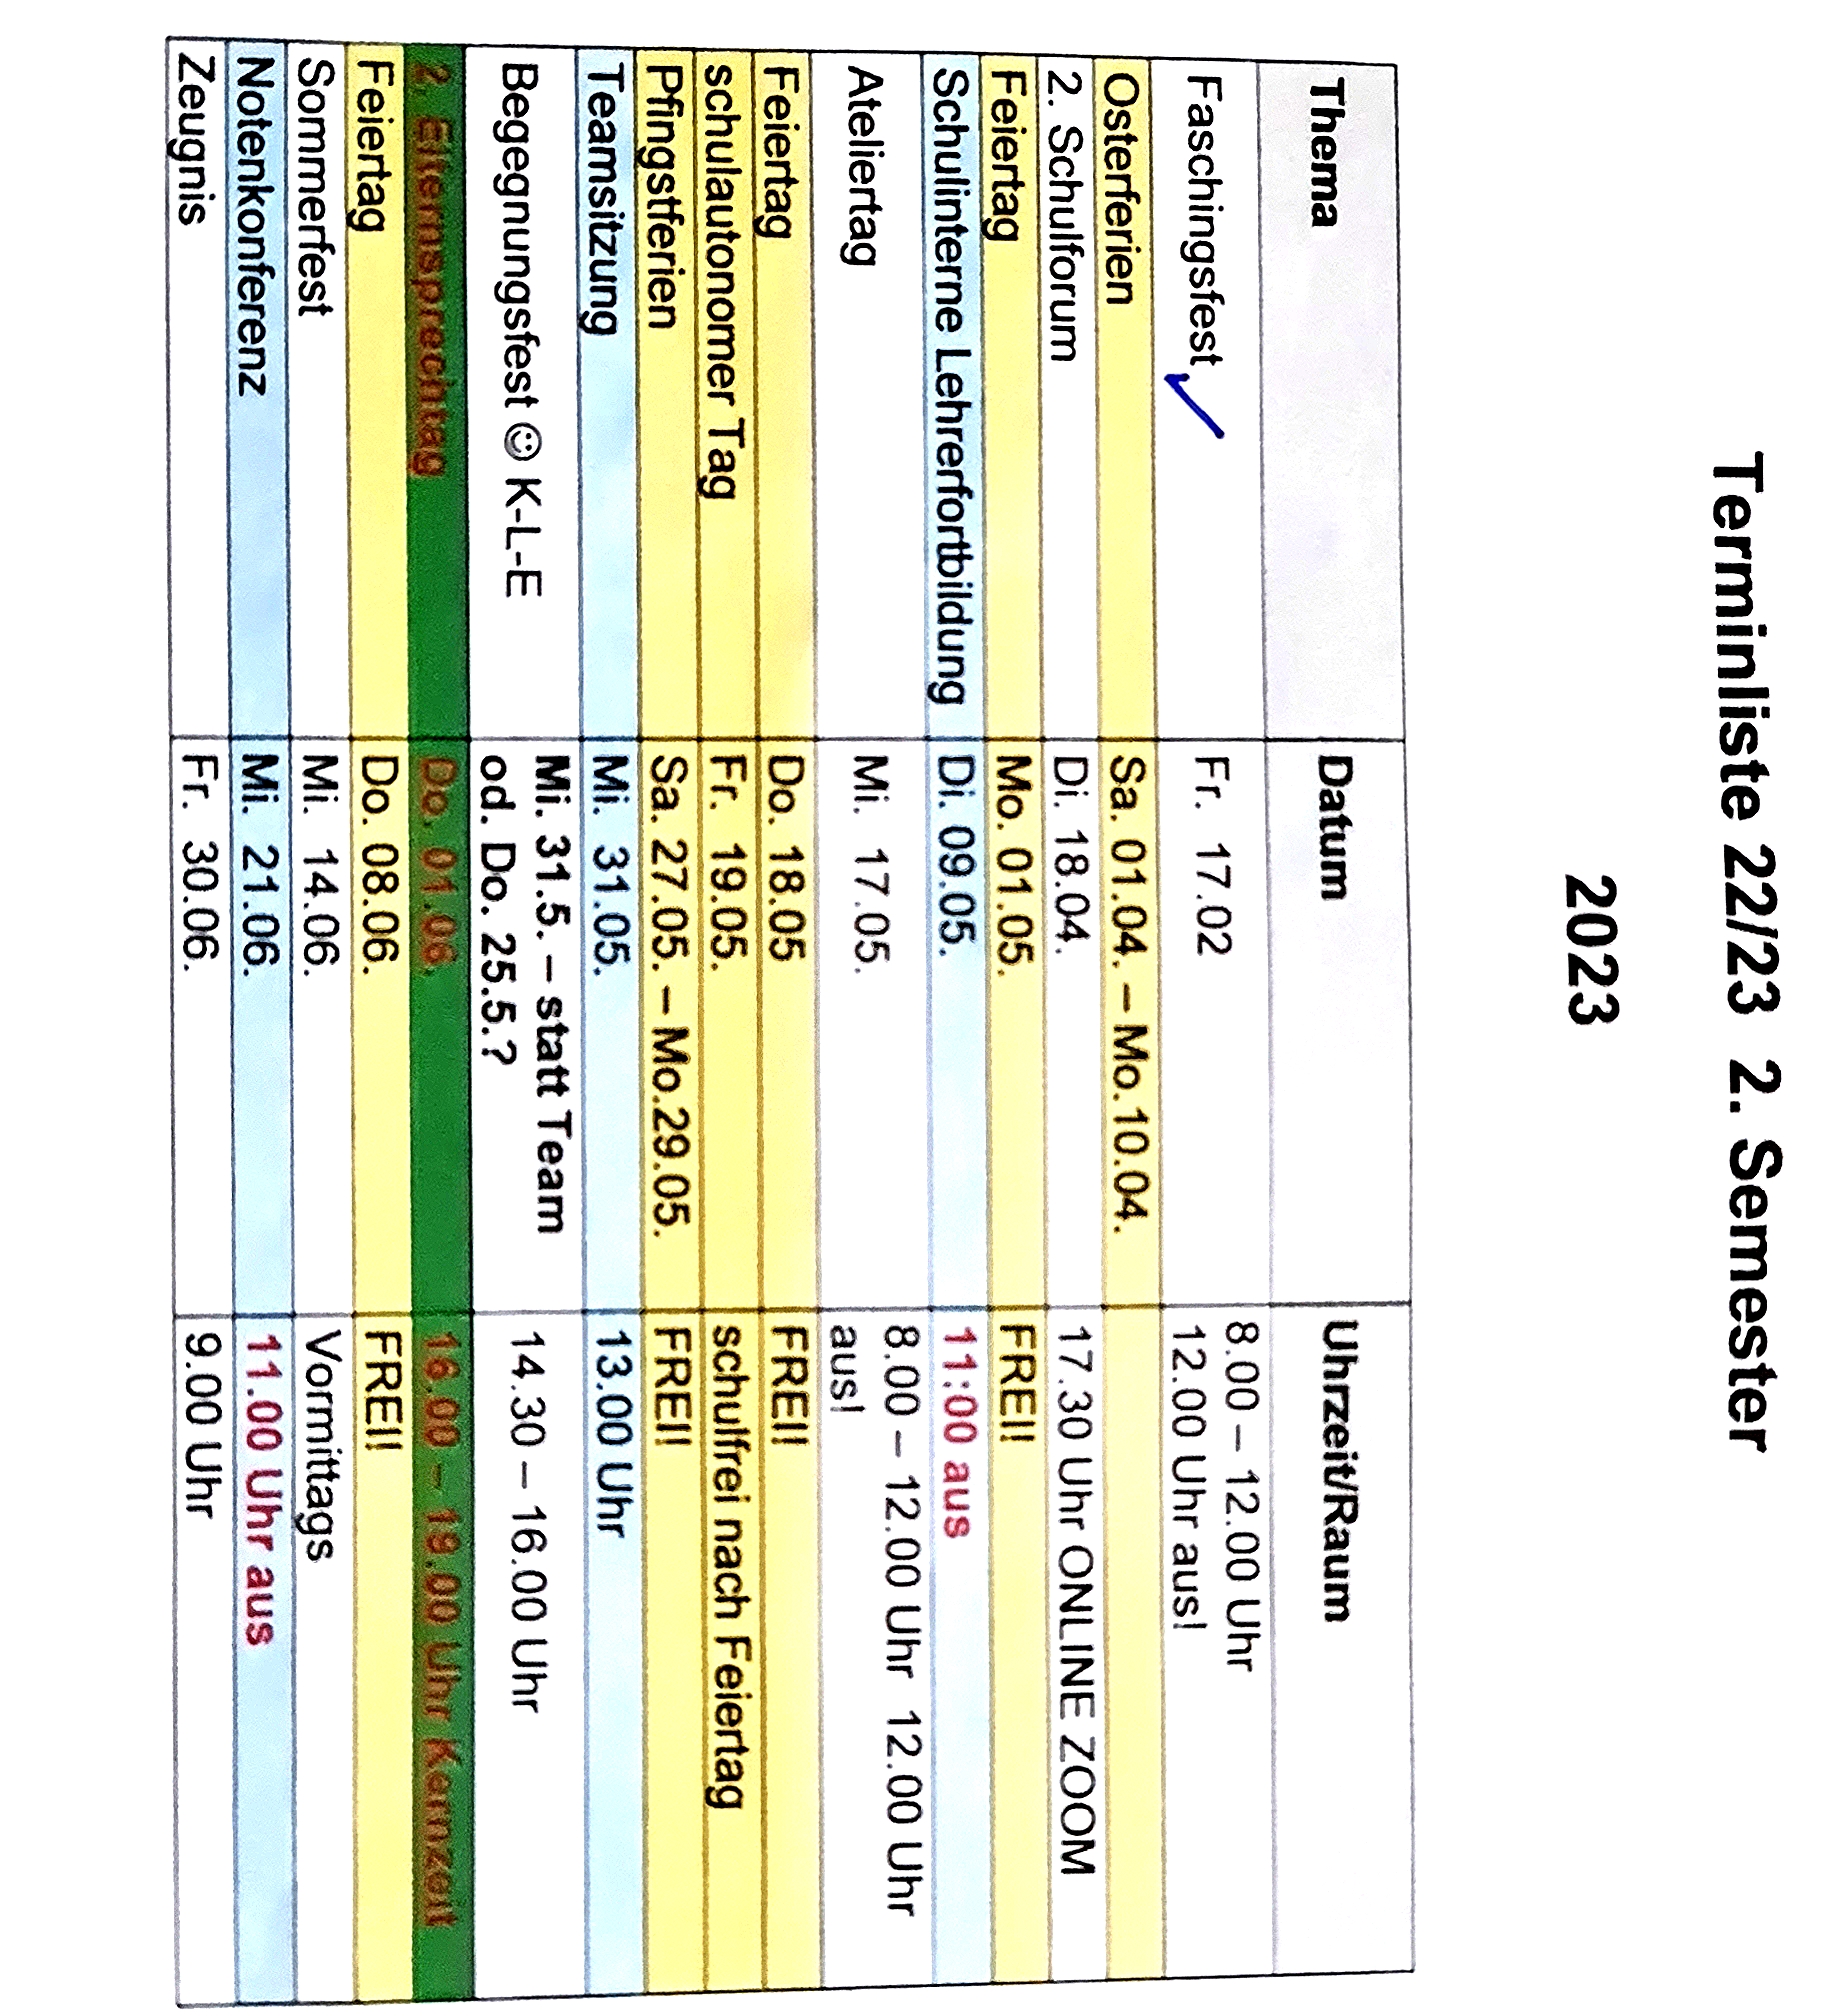 Terminliste 22/23 2. Semester
2023
Thema Datum Uhrzeit/Raum
Faschingsfest Fr. 17.02 8.00 – 12.00 Uhr
12.00 Uhr aus!
Osterferien Sa. 01.04. – Mo.10.04.
2. Schulforum Di. 18.04. 17.30 Uhr ONLINE ZOOM
Feiertag Mo. 01.05. FREI!
Schulinterne Lehrerfortbildung Di. 09.05. 11:00 aus
Ateliertag Mi. 17.05. 8.00 – 12.00 Uhr 12.00 Uhr
aus!
Feiertag Do. 18.05 FREI!
schulautonomer Tag Fr. 19.05. schulfrei nach Feiertag
Pfingstferien Sa. 27.05. – Mo.29.05. FREI!
Teamsitzung Mi. 31.05. 13.00 Uhr
Begegnungsfest ☺ K-L-E Mi. 31.5. – statt Team
od. Do. 25.5.? 14.30 – 16.00 Uhr
2. Elternsprechtag Do. 01.06. 16.00 – 19.00 Uhr Kernzeit
Feiertag Do. 08.06. FREI!
Sommerfest Mi. 14.06. Vormittags
Notenkonferenz Mi. 21.06. 11.00 Uhr aus
Zeugnis Fr. 30.06. 9.00 Uhr